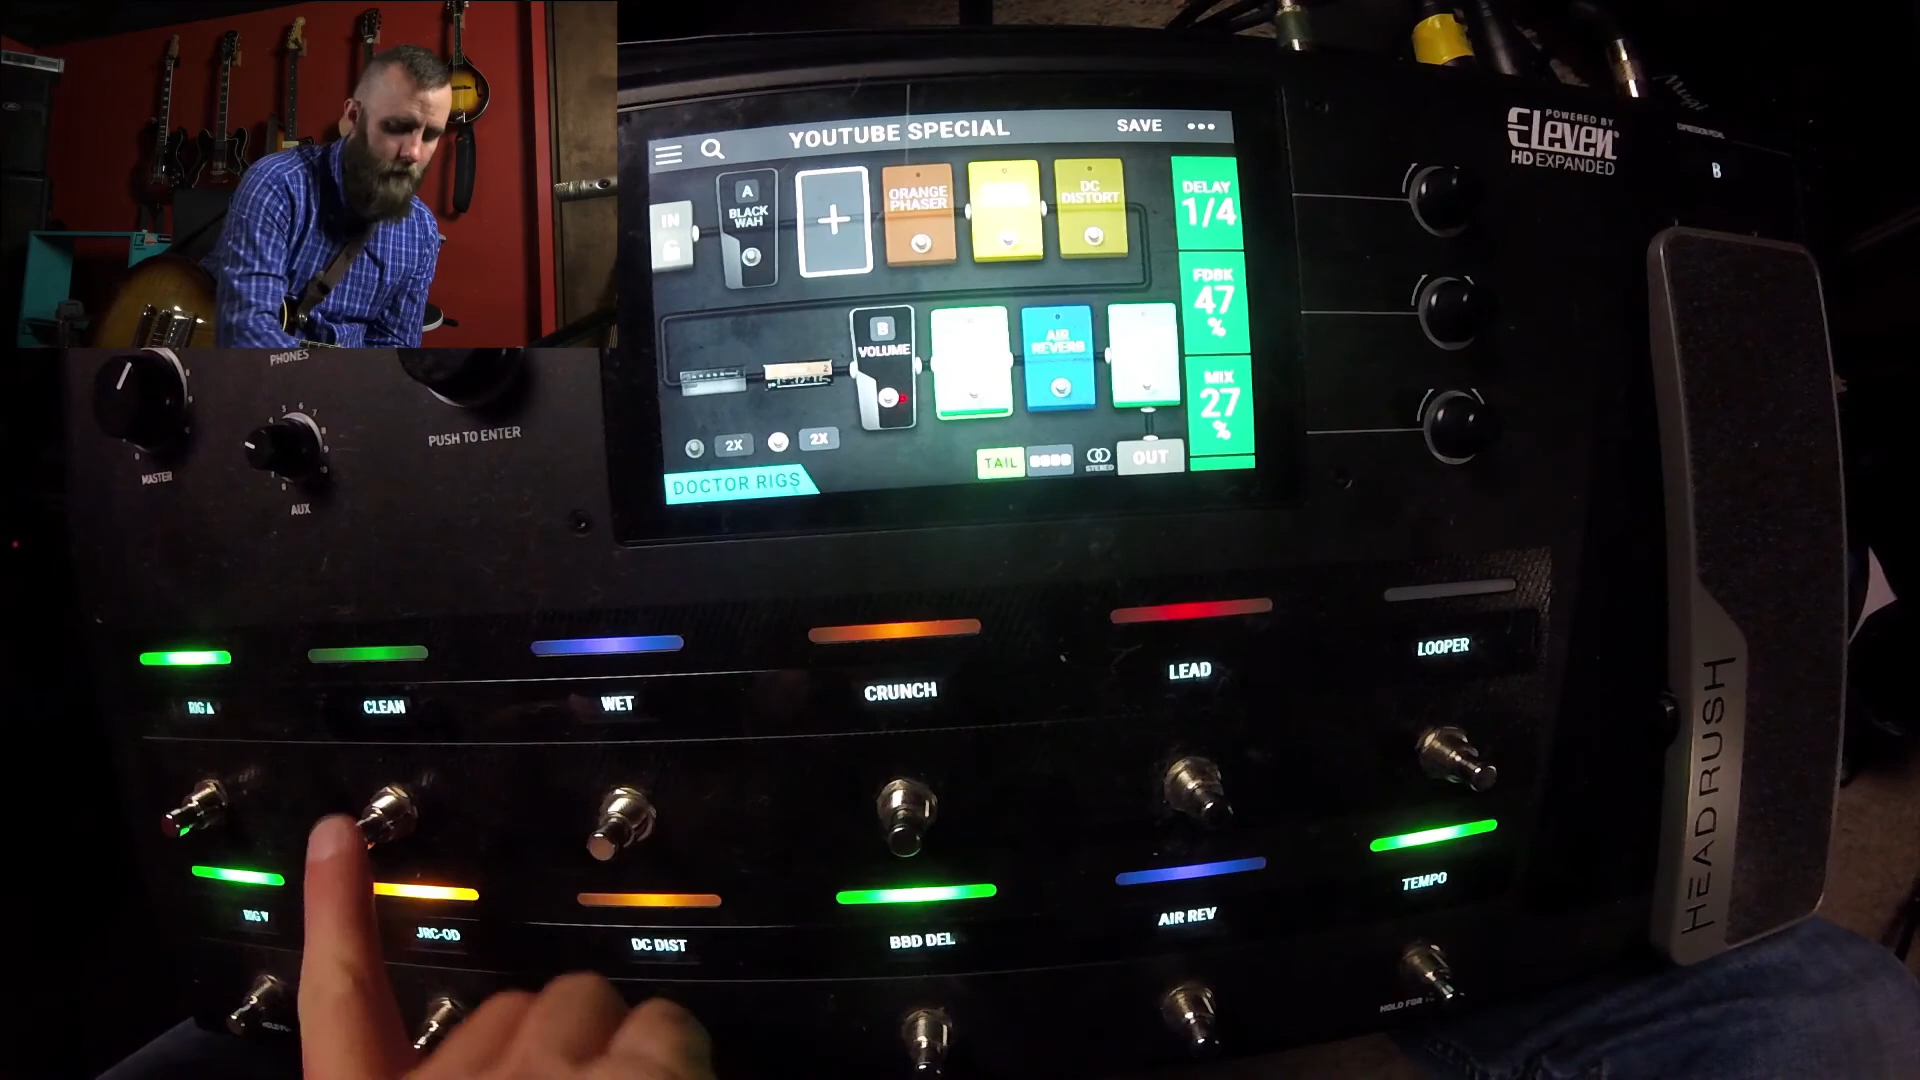 YOUTUBE SPECIAL
SAVE
IN
A
BLACK
WAH
ORANGE
PHASER
DC
DISTORT
DELAY
1/4
FDBK
47
%
MIX
27
%
B
VOLUME
AIR
REVERB
2X
2X
TAIL
STEREO
OUT
DOCTOR RIGS
POWERED BY
Eleven
HD EXPANDED
B
PHONES
5 6 7
MASTER
AUX
PUSH TO ENTER
RIG▲
CLEAN
WET
CRUNCH
LEAD
LOOPER
RIG▼
JRC-OD
DC DIST
BBD DEL
AIR REV
TEMPO
HOLD FOR
HEADRUSH